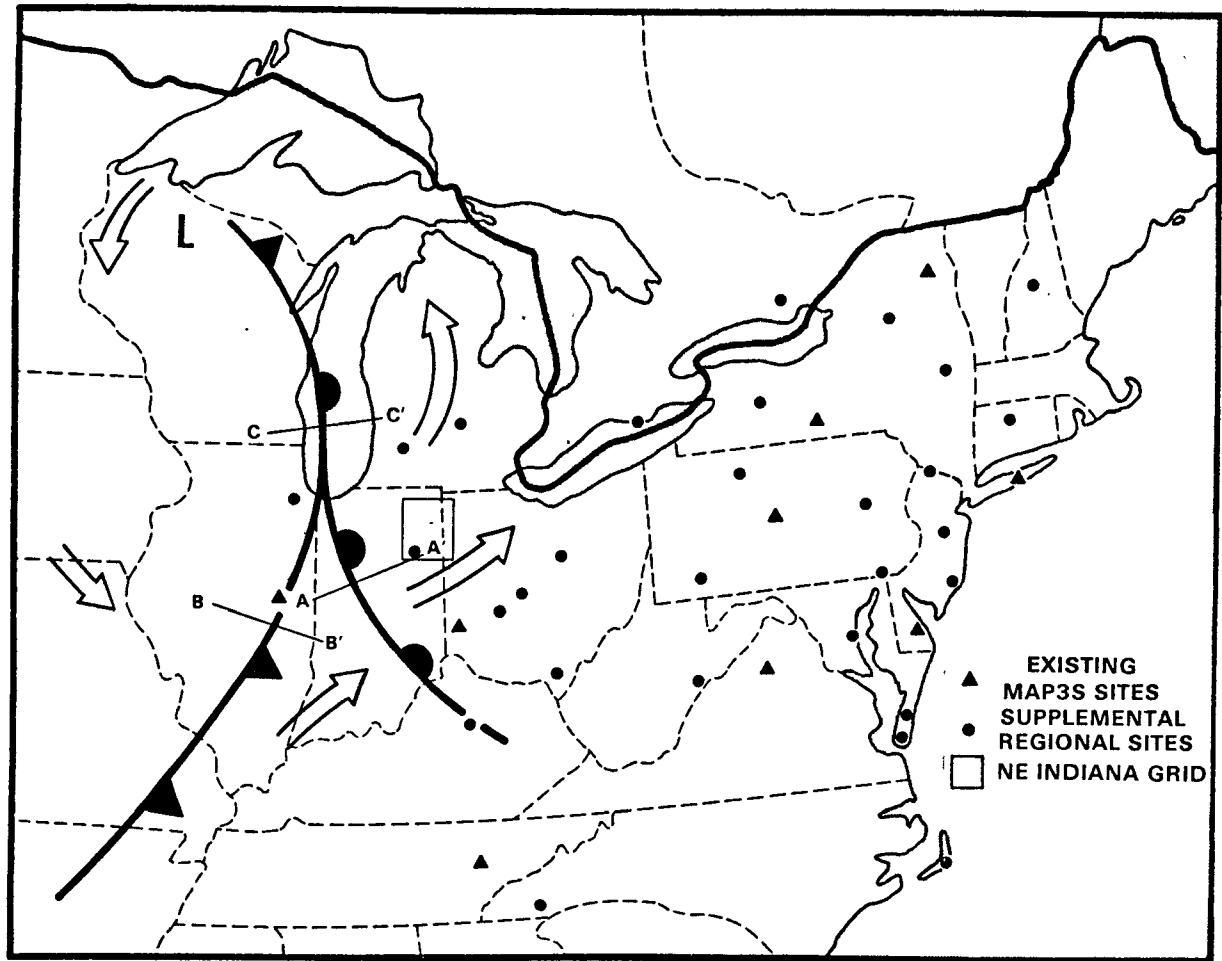 L
C C'
A'
A
B
B'
EXISTING
MAP3S SITES
SUPPLEMENTAL
REGIONAL SITES
NE INDIANA GRID